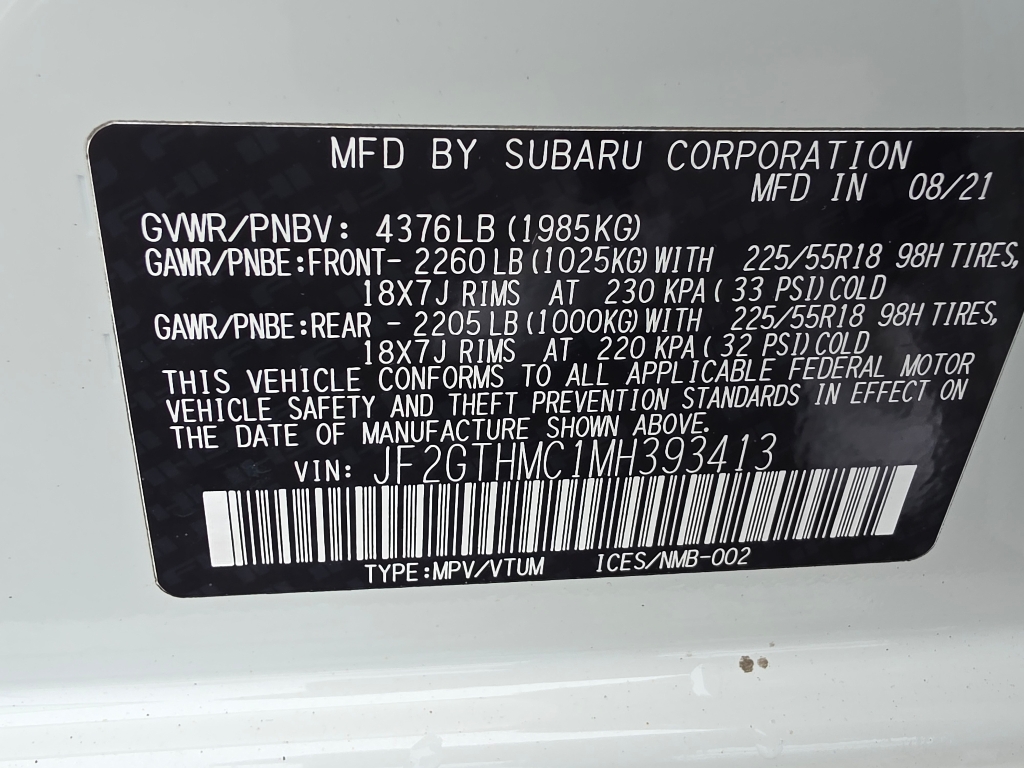 MFD BY SUBARU CORPORATION
MFD IN 08/21
GVWR/PNBV: 4376LB (1985KG)
GAWR/PNBE:FRONT- 2260 LB (1025KG) WITH 225/55R18 98H TIRES,
18X7J RIMS AT 230 KPA ( 33 PSI) COLD
GAWR/PNBE:REAR - 2205 LB (1000KG) WITH 225/55R18 98H TIRES,
18X7J RIMS AT 220 KPA ( 32 PSI) COLD
THIS VEHICLE CONFORMS TO ALL APPLICABLE FEDERAL MOTOR
VEHICLE SAFETY AND THEFT PREVENTION STANDARDS IN EFFECT ON
THE DATE OF MANUFACTURE SHOWN ABOVE.
VIN: JF2GTHMC1MH393413
TYPE:MPV/VTUM ICES/NMB-002